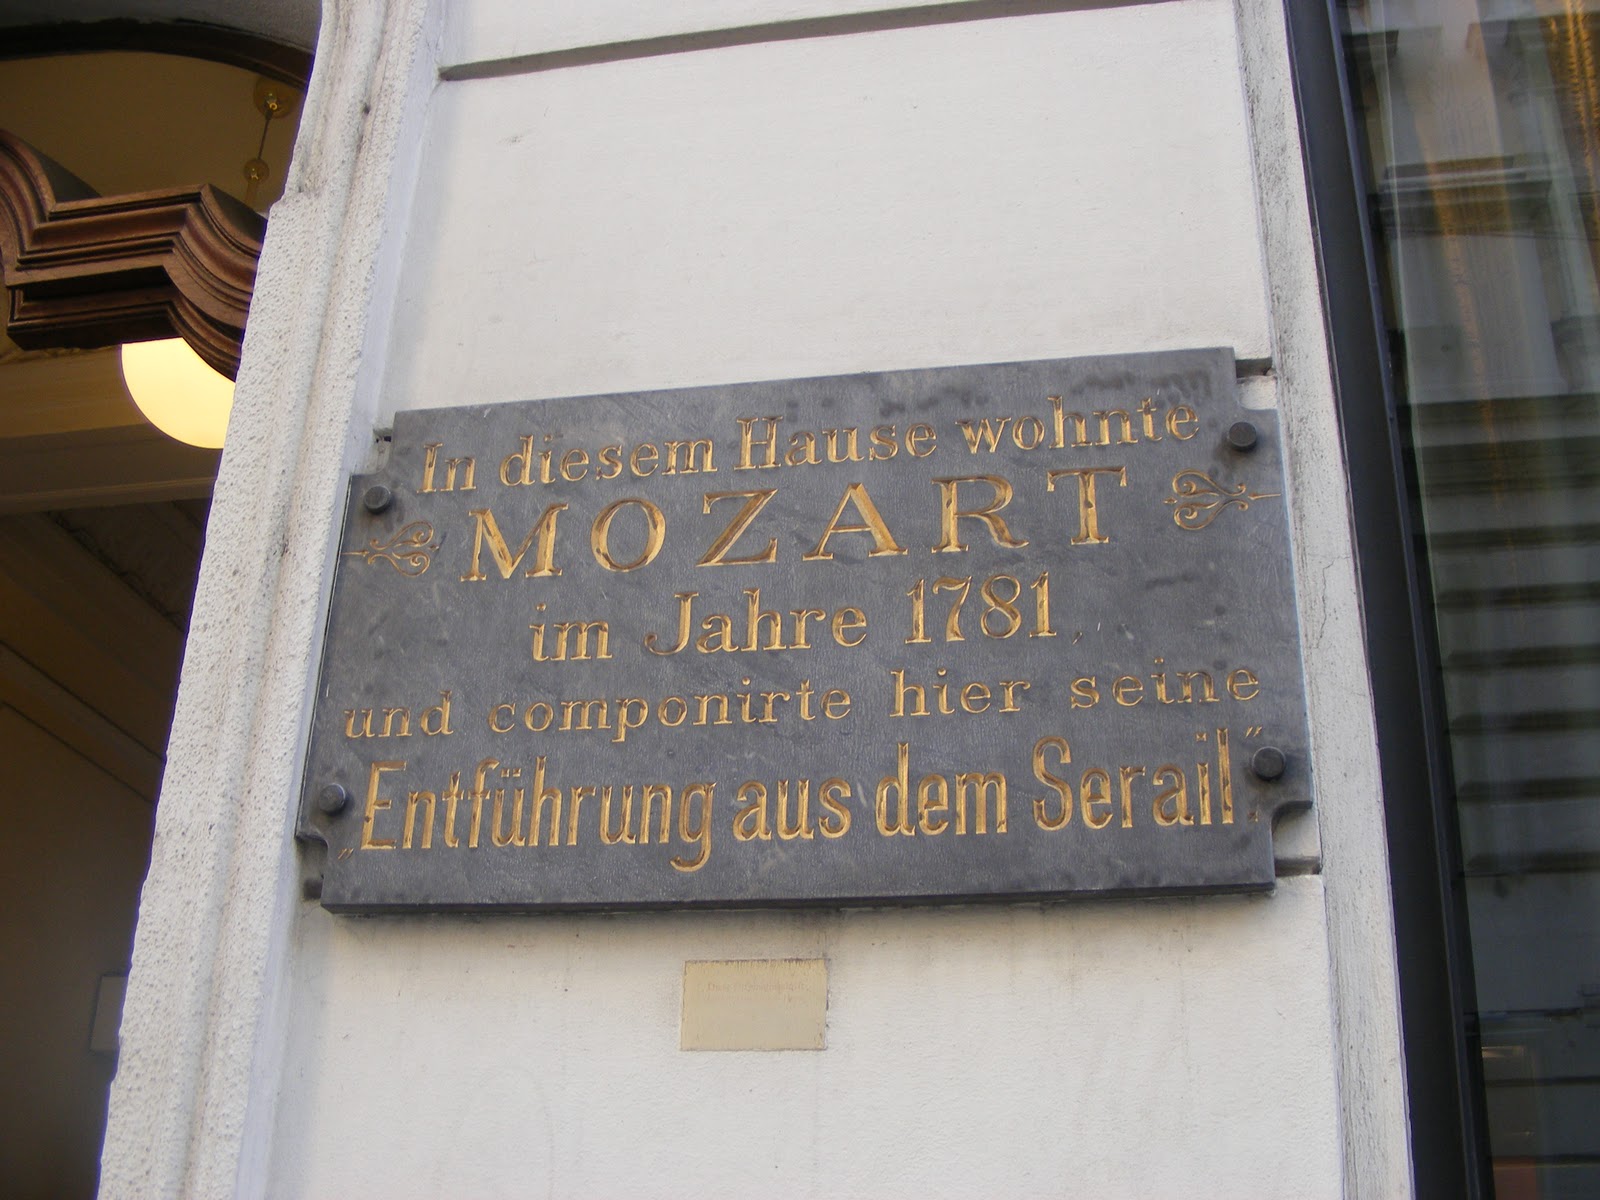 In diesem Hause wohnte
MOZART
im Jahre 1781,
und componirte hier seine
„Entführung aus dem Serail".